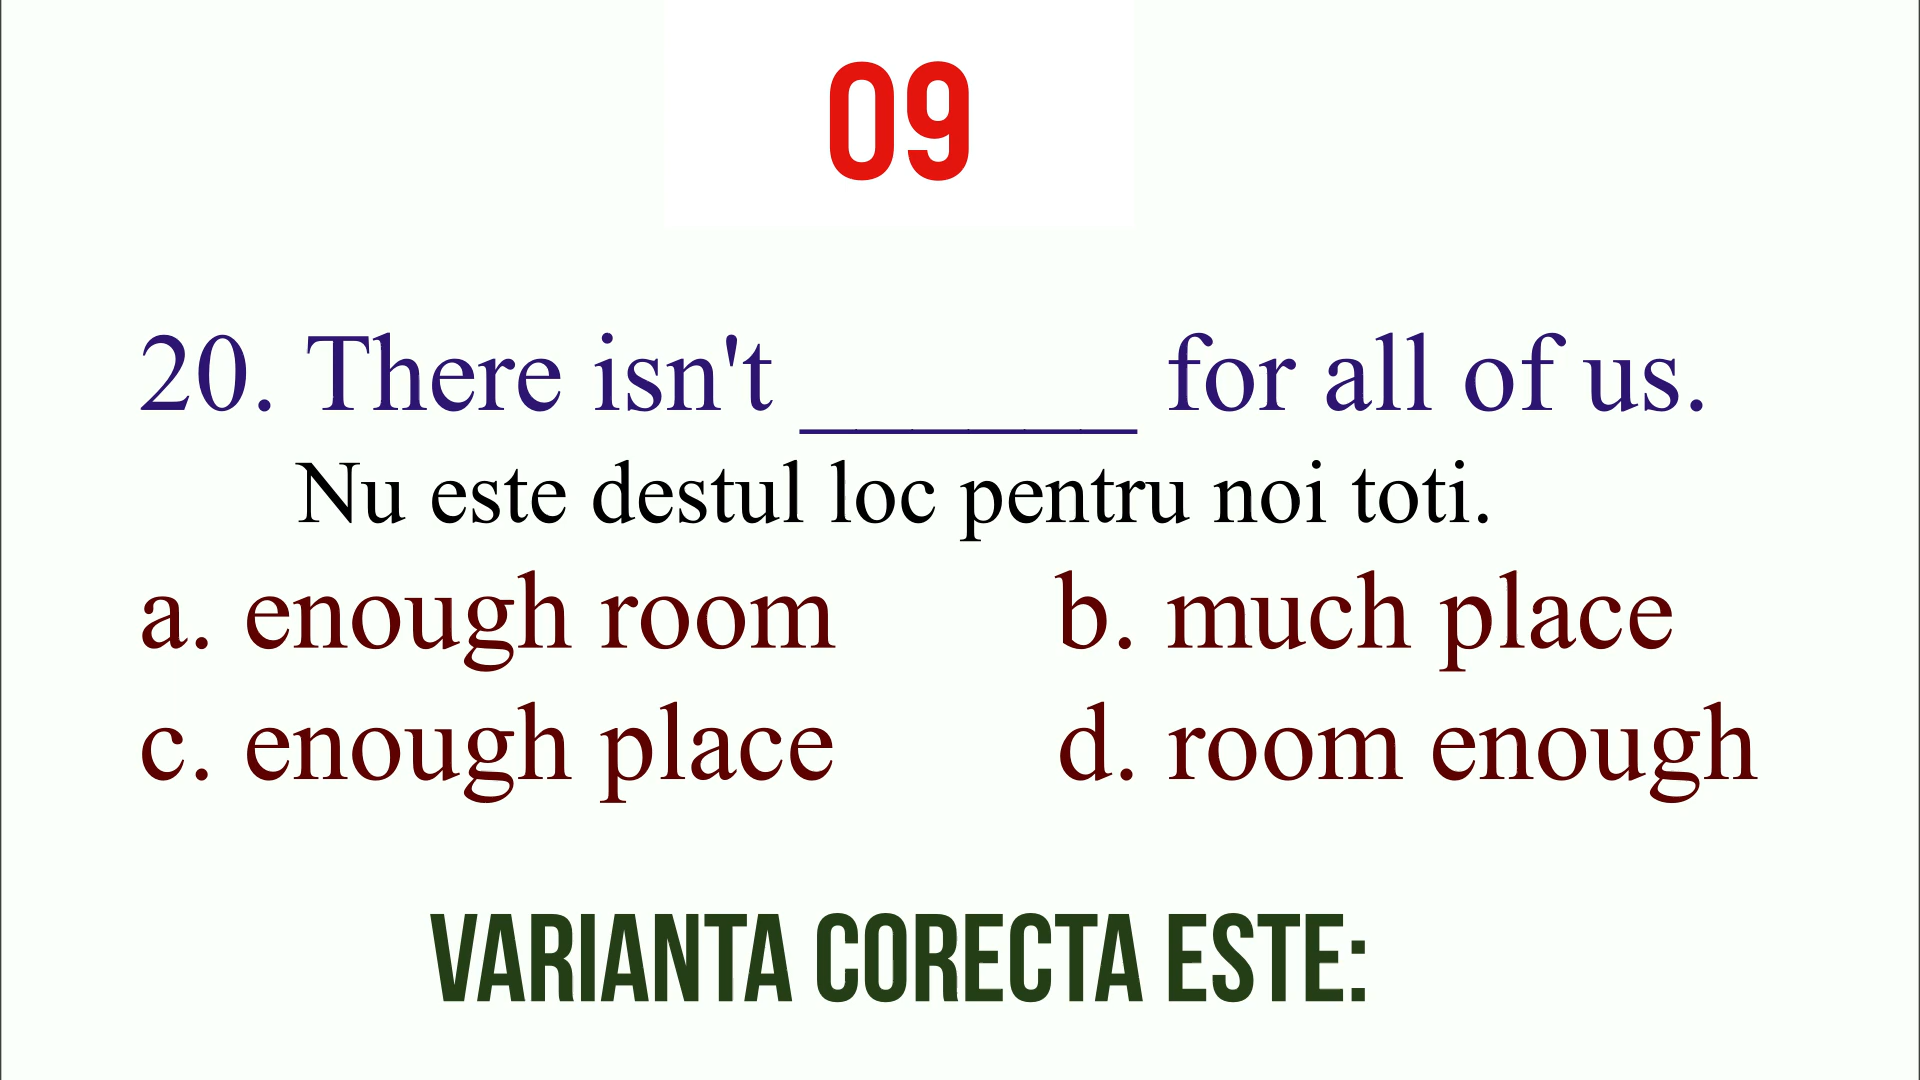 09
20. There isn't ______ for all of us.
Nu este destul loc pentru noi toti.
a. enough room b. much place
c. enough place d. room enough
VARIANTA CORECTA ESTE: